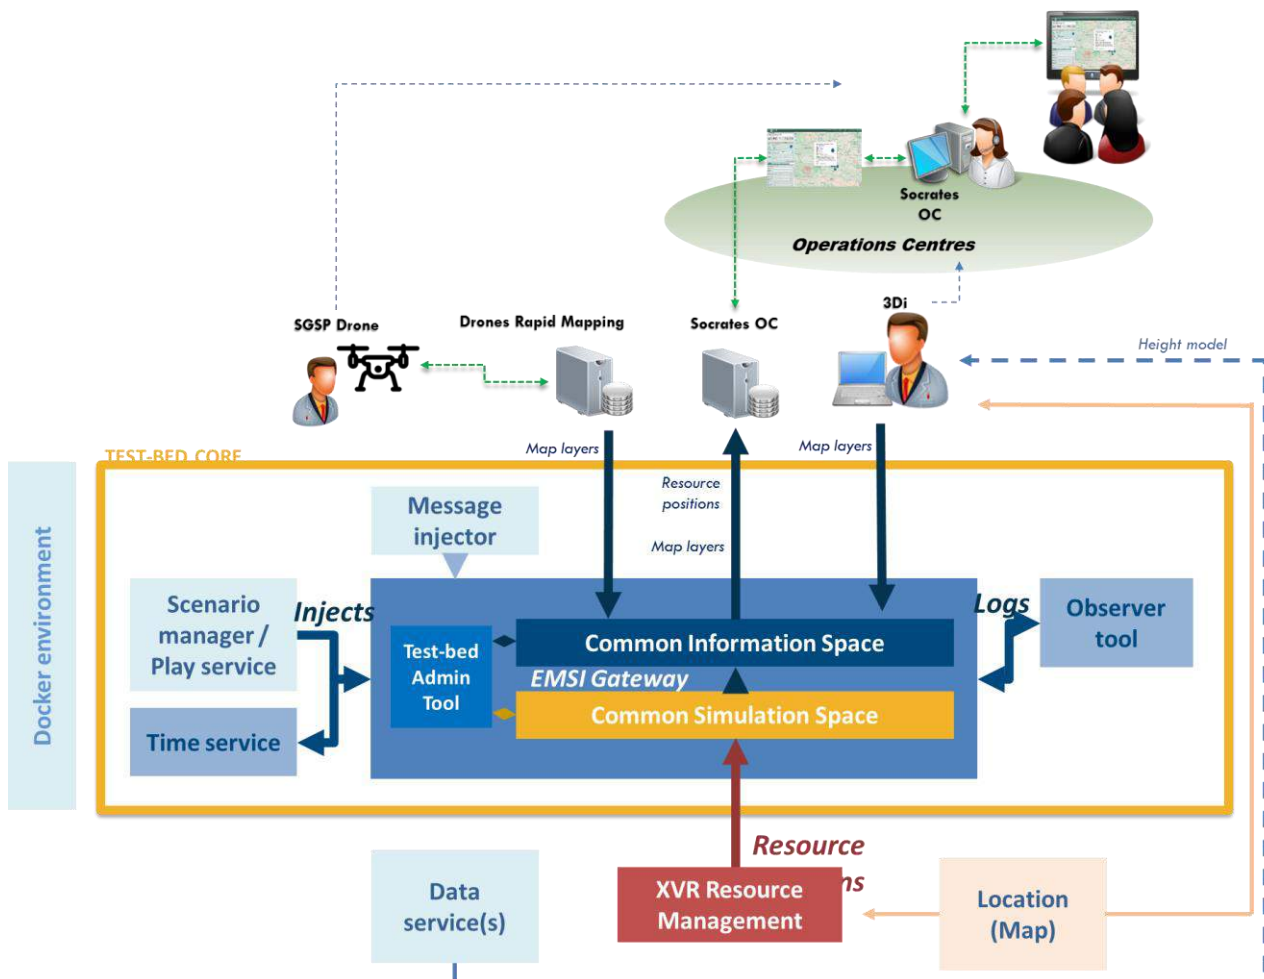 Socrates
OC
Operations Centres
SGSP Drone
Drones Rapid Mapping
Socrates OC
3Di
Height model
Map layers
Map layers
Resource
positions
Map layers
TEST-BED CORE
Docker environment
Message
injector
Scenario
manager /
Play service
Injects
Time service
Test-bed
Admin
Tool
Common Information Space
EMSI Gateway
Common Simulation Space
Logs
Observer
tool
Resource
ns
XVR Resource
Management
Data
service(s)
Location
(Map)